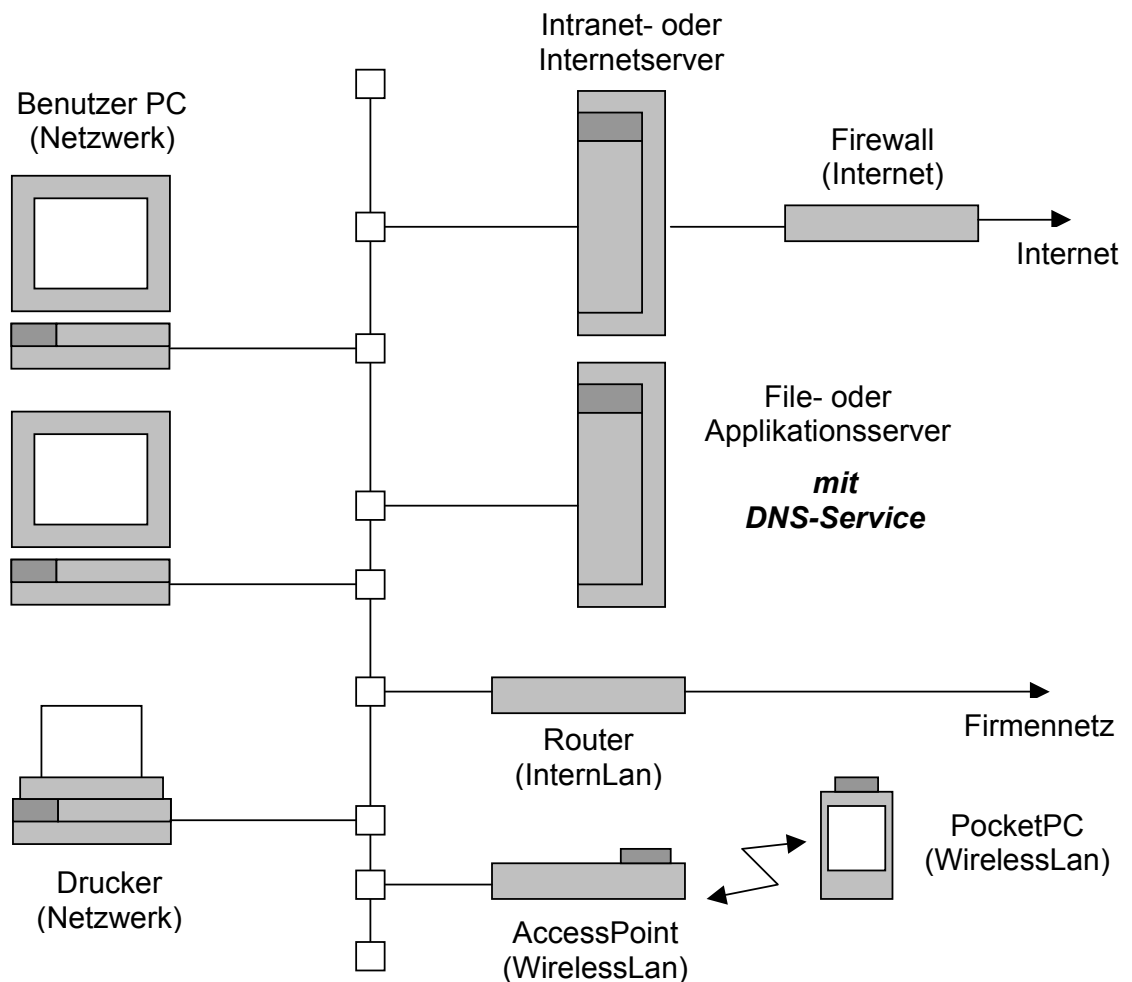 Intranet- oder
Internetserver
Benutzer PC
(Netzwerk)
Firewall
(Internet)
Internet
File- oder
Applikationsserver
mit
DNS-Service
Router
(InternLan)
Firmennetz
PocketPC
(WirelessLan)
Drucker
(Netzwerk)
AccessPoint
(WirelessLan)